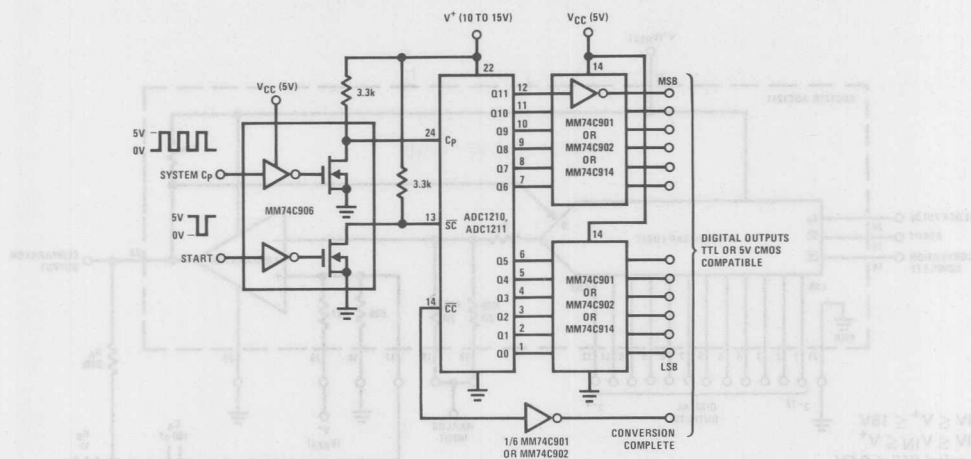 V+ (10 TO 15V)
VCC (5V)
22
14
MSB
VCC (5V)
3.3k
Q11
12
Q10
11
MM74C901
OR
MM74C902
OR
MM74C914
Q9
10
Q8
9
Q7
8
Q6
7
5V
0V
24
CP
SYSTEM CP
3.3k
MM74C906
ADC1210,
ADC1211
5V
0V
13
SC
START
14
DIGITAL OUTPUTS
TTL OR 5V CMOS
COMPATIBLE
Q5
6
Q4
5
MM74C901
OR
MM74C902
OR
MM74C914
Q3
4
Q2
3
Q1
2
Q0
1
14
CC
LSB
1/6 MM74C901
OR MM74C902
CONVERSION
COMPLETE